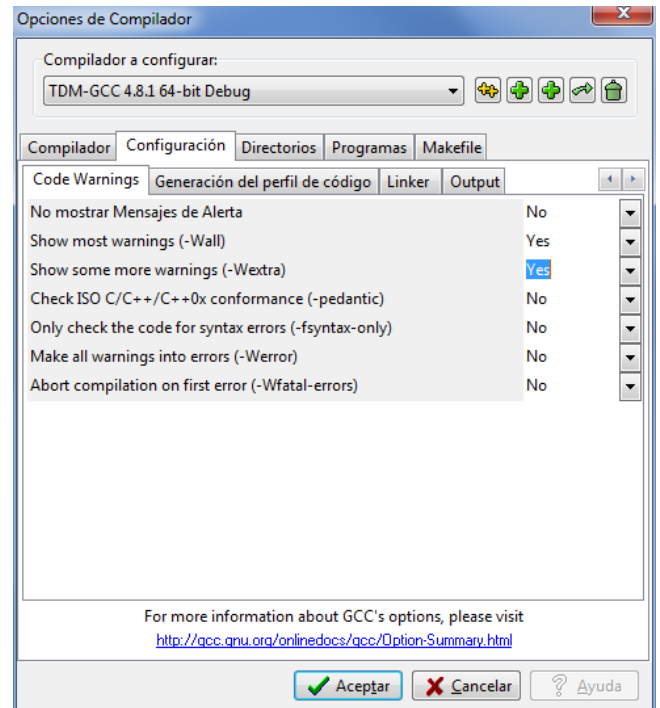 Opciones de Compilador
Compilador a configurar:
TDM-GCC 4.8.1 64-bit Debug
Compilador Configuración Directorios Programas Makefile
Code Warnings Generación del perfil de código Linker Output
No mostrar Mensajes de Alerta No
Show most warnings (-Wall) Yes
Show some more warnings (-Wextra) Yes
Check ISO C/C++/C++0x conformance (-pedantic) No
Only check the code for syntax errors (-fsyntax-only) No
Make all warnings into errors (-Werror) No
Abort compilation on first error (-Wfatal-errors) No
For more information about GCC's options, please visit
http://gcc.gnu.org/onlinedocs/gcc/Option-Summary.html
Aceptar Cancelar Ayuda